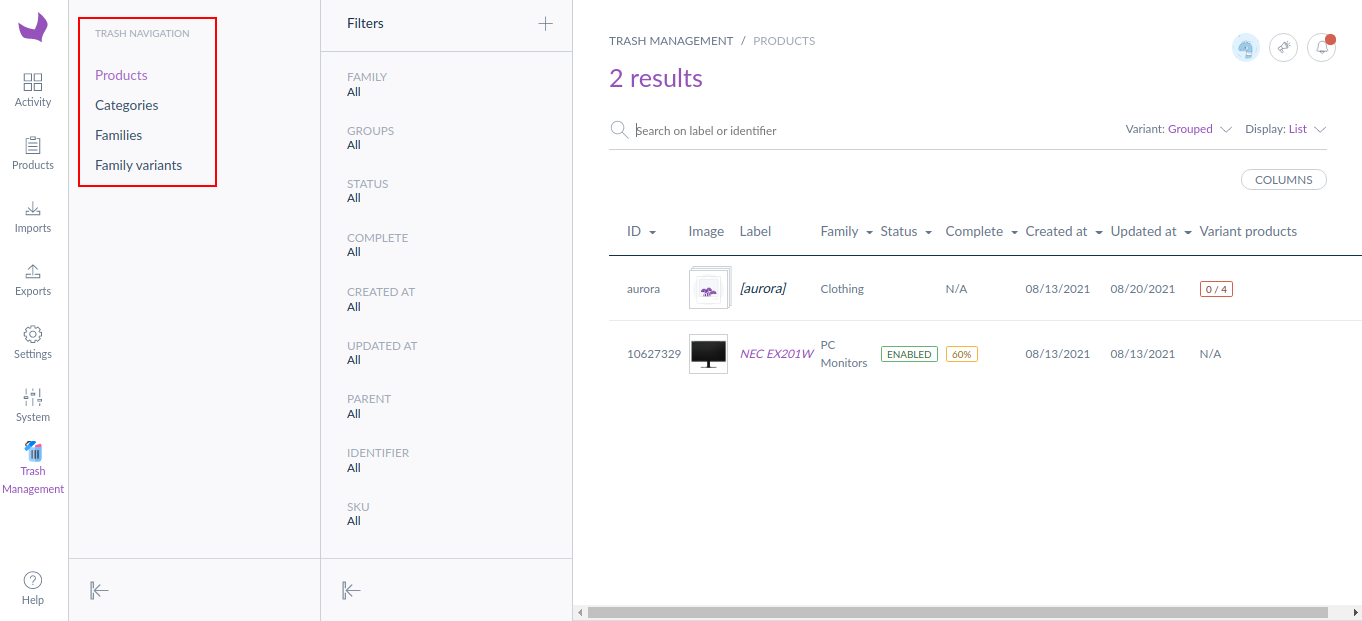 Activity
Products
Imports
Exports
Settings
System
Trash
Management
Help
TRASH NAVIGATION
Products
Categories
Families
Family variants
Filters
FAMILY
All
GROUPS
All
STATUS
All
COMPLETE
All
CREATED AT
All
UPDATED AT
All
PARENT
All
IDENTIFIER
All
SKU
All
TRASH MANAGEMENT / PRODUCTS
2 results
Search on label or identifier
Variant: Grouped Display: List
COLUMNS
ID Image Label Family Status Complete Created at Updated at Variant products
aurora [aurora] Clothing N/A 08/13/2021 08/20/2021 0 / 4
10627329 NEC EX201W PC Monitors ENABLED 60% 08/13/2021 08/13/2021 N/A